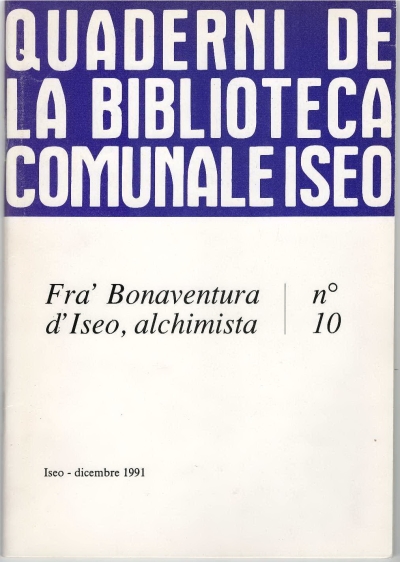 QUADERNI DE
LA BIBLIOTECA
COMUNALE ISEO
Fra' Bonaventura
d'Iseo, alchimista
n°
10
Iseo - dicembre 1991